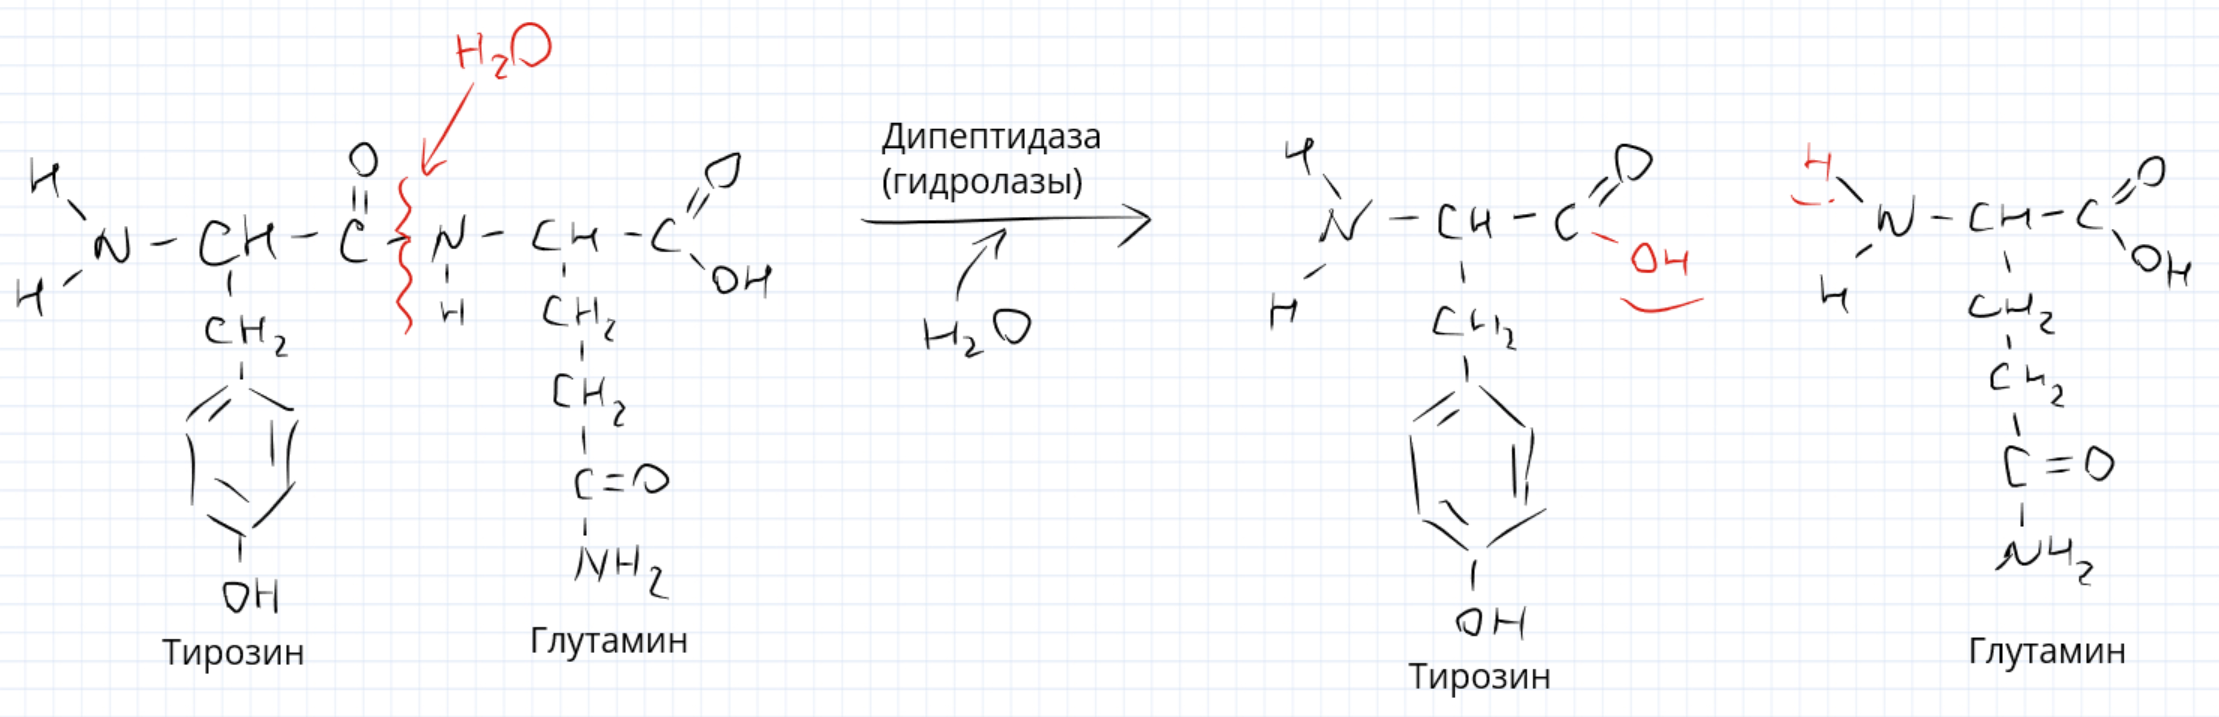 H₂O
H
N - CH - C - N - CH - C
O
O
OH
H
H
CH₂
CH₂
CH₂
C=O
NH₂
OH
Тирозин
Глутамин
Дипептидаза
(гидролазы)
H₂O
H
N - CH - C
O
OH
H
CH₂
OH
Тирозин
H
N - CH - C
O
OH
H
CH₂
CH₂
C=O
NH₂
Глутамин